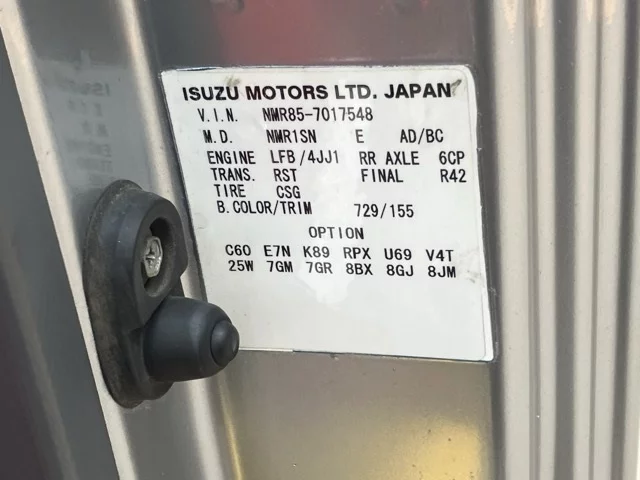 ISUZU MOTORS LTD. JAPAN
V.I.N. NMR85-7017548
M.D. NMR1SN E AD/BC
ENGINE LFB/4JJ1 RR AXLE 6CP
TRANS. RST FINAL R42
TIRE CSG
B.COLOR/TRIM 729/155
OPTION
C60 E7N K89 RPX U69 V4T
25W 7GM 7GR 8BX 8GJ 8JM